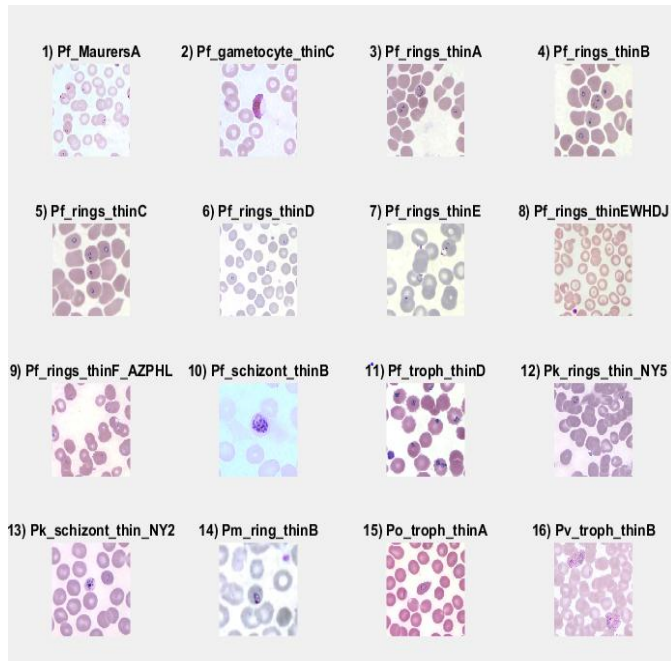 1) Pf_MaurersA
2) Pf_gametocyte_thinC
3) Pf_rings_thinA
4) Pf_rings_thinB
5) Pf_rings_thinC
6) Pf_rings_thinD
7) Pf_rings_thinE
8) Pf_rings_thinEWHDJ
9) Pf_rings_thinF_AZPHL
10) Pf_schizont_thinB
11) Pf_troph_thinD
12) Pk_rings_thin_NY5
13) Pk_schizont_thin_NY2
14) Pm_ring_thinB
15) Po_troph_thinA
16) Pv_troph_thinB